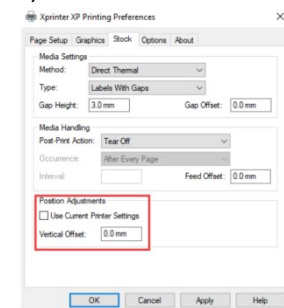 Xprinter XP Printing Preferences
Page Setup Graphics Stock Options About
Media Settings
Method: Direct Thermal
Type: Labels With Gaps
Gap Height: 3.0 mm Gap Offset: 0.0 mm
Media Handling
Post-Print Action: Tear Off
Occurrence: After Every Page
Interval: Feed Offset: 0.0 mm
Position Adjustments
Use Current Printer Settings
Vertical Offset: 0.0 mm
OK Cancel Apply Help